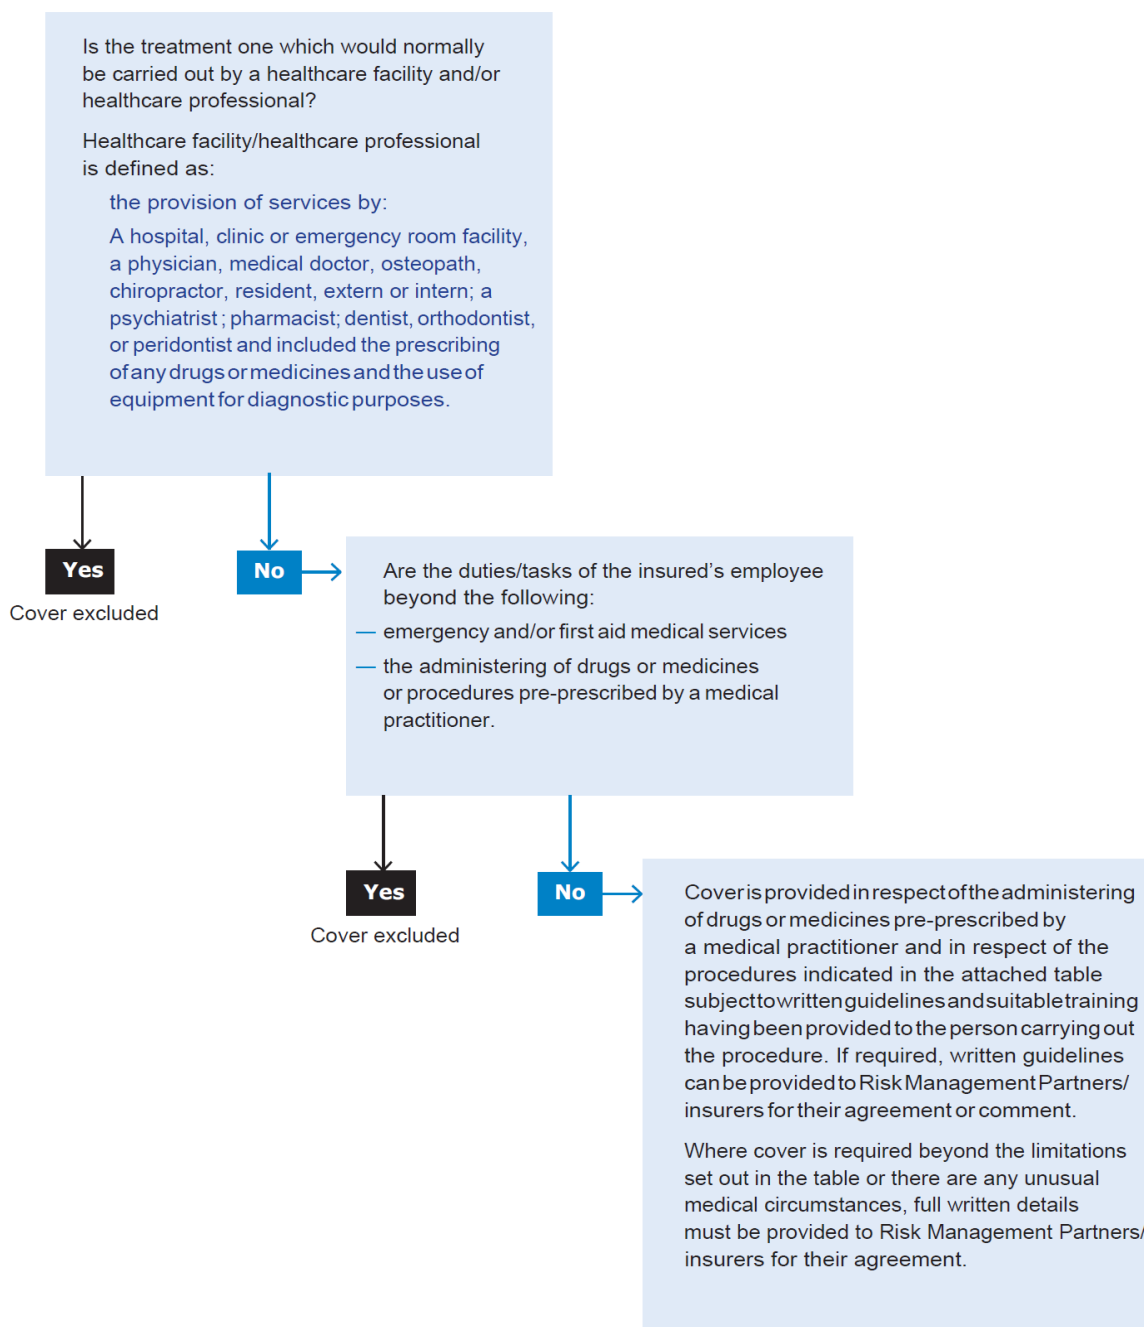 Is the treatment one which would normally
be carried out by a healthcare facility and/or
healthcare professional?
Healthcare facility/healthcare professional
is defined as:
the provision of services by:
A hospital, clinic or emergency room facility,
a physician, medical doctor, osteopath,
chiropractor, resident, extern or intern; a
psychiatrist; pharmacist; dentist, orthodontist,
or peridontist and included the prescribing
of any drugs or medicines and the use of
equipment for diagnostic purposes.
Yes
Cover excluded
No
Are the duties/tasks of the insured's employee
beyond the following:
— emergency and/or first aid medical services
— the administering of drugs or medicines
or procedures pre-prescribed by a medical
practitioner.
Yes
Cover excluded
No
Cover is provided in respect of the administering
of drugs or medicines pre-prescribed by
a medical practitioner and in respect of the
procedures indicated in the attached table
subject to written guidelines and suitable training
having been provided to the person carrying out
the procedure. If required, written guidelines
can be provided to Risk Management Partners/
insurers for their agreement or comment.
Where cover is required beyond the limitations
set out in the table or there are any unusual
medical circumstances, full written details
must be provided to Risk Management Partners/
insurers for their agreement.